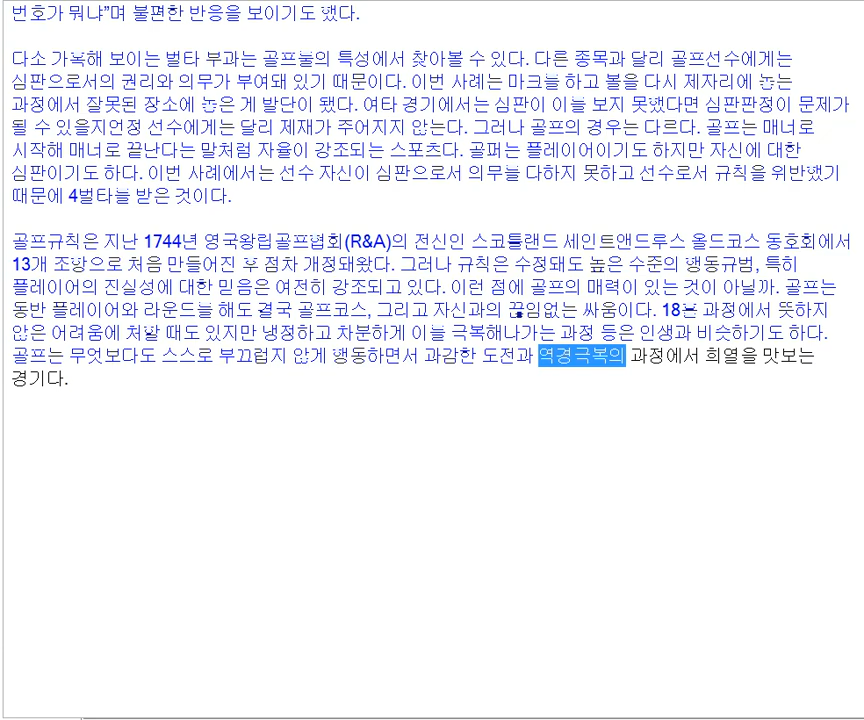 번호가 뭐냐”며 불편한 반응을 보이기도 했다.
다소 가혹해 보이는 벌타 부과는 골프룰의 특성에서 찾아볼 수 있다. 다른 종목과 달리 골프선수에게는
심판으로서의 권리와 의무가 부여돼 있기 때문이다. 이번 사례는 마크를 하고 볼을 다시 제자리에 놓는
과정에서 잘못된 장소에 놓은 게 발단이 됐다. 여타 경기에서는 심판이 이를 보지 못했다면 심판판정이 문제가
될 수 있을지언정 선수에게는 달리 제재가 주어지지 않는다. 그러나 골프의 경우는 다르다. 골프는 매너로
시작해 매너로 끝난다는 말처럼 자율이 강조되는 스포츠다. 골퍼는 플레이어이기도 하지만 자신에 대한
심판이기도 하다. 이번 사례에서는 선수 자신이 심판으로서 의무를 다하지 못하고 선수로서 규칙을 위반했기
때문에 4벌타를 받은 것이다.
골프규칙은 지난 1744년 영국왕립골프협회(R&A)의 전신인 스코틀랜드 세인트앤드루스 올드코스 동호회에서
13개 조항으로 처음 만들어진 후 점차 개정돼왔다. 그러나 규칙은 수정돼도 높은 수준의 행동규범, 특히
플레이어의 진실성에 대한 믿음은 여전히 강조되고 있다. 이런 점에 골프의 매력이 있는 것이 아닐까. 골프는
동반 플레이어와 라운드를 해도 결국 골프코스, 그리고 자신과의 끊임없는 싸움이다. 18홀 과정에서 뜻하지
않은 어려움에 처할 때도 있지만 냉정하고 차분하게 이를 극복해나가는 과정 등은 인생과 비슷하기도 하다.
골프는 무엇보다도 스스로 부끄럽지 않게 행동하면서 과감한 도전과 역경극복의 과정에서 희열을 맛보는
경기다.